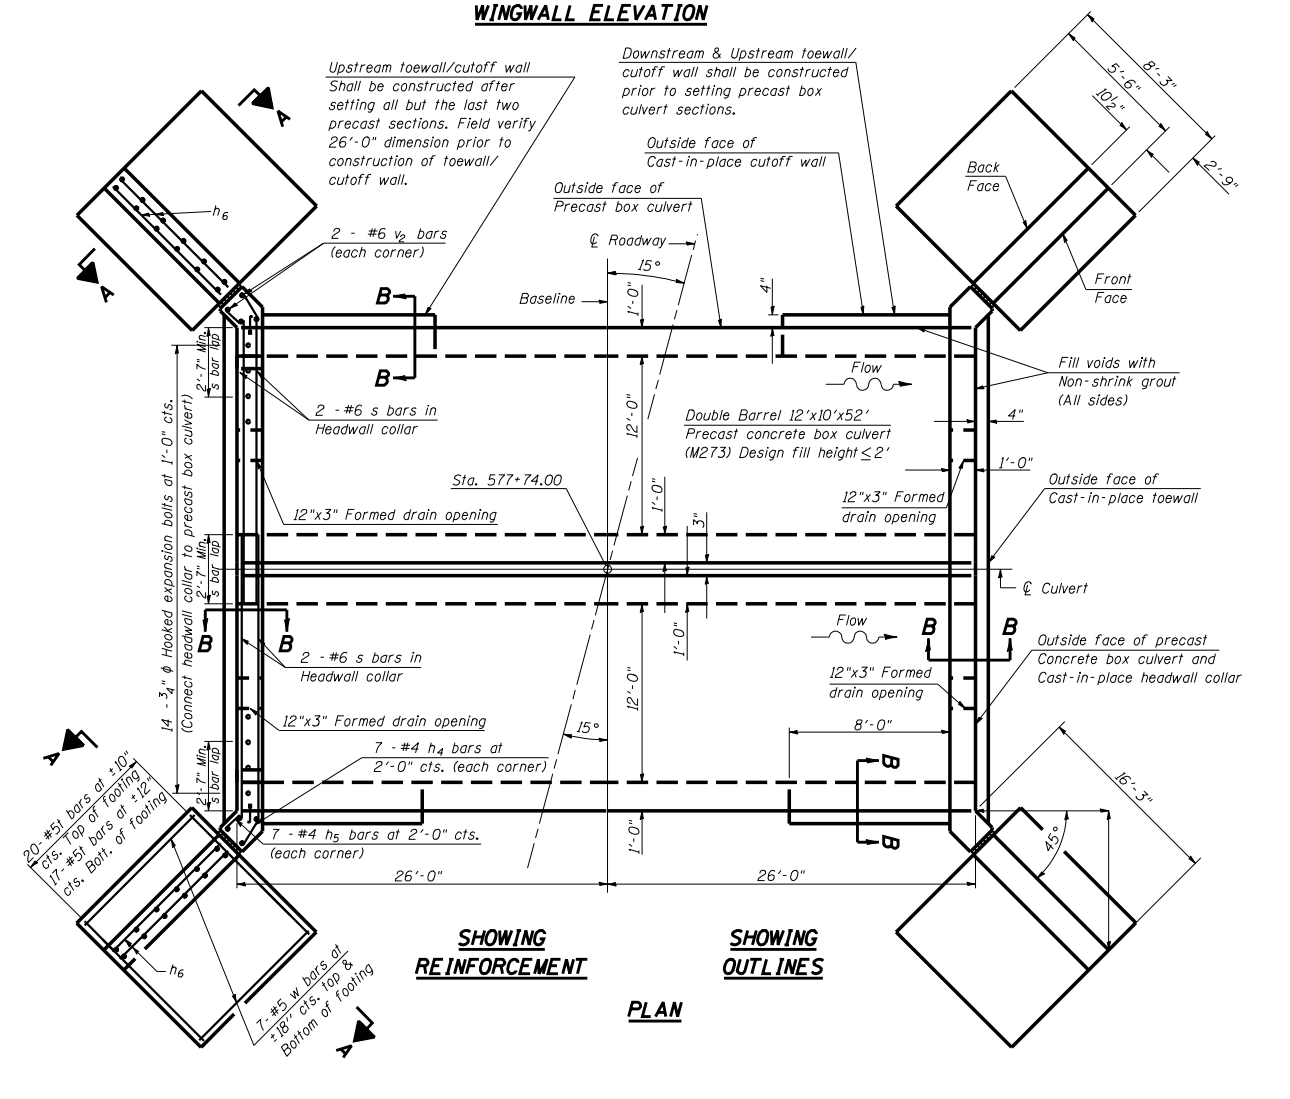 WINGWALL ELEVATION
Upstream toewall/cutoff wall
Shall be constructed after
setting all but the last two
precast sections. Field verify
26'-0" dimension prior to
construction of toewall/
cutoff wall.
Downstream & Upstream toewall/
cutoff wall shall be constructed
prior to setting precast box
culvert sections.
Outside face of
Cast-in-place cutoff wall
Outside face of
Precast box culvert
8'-3"
5'-6"
10½"
2'-9"
Back
Face
Front
Face
A
A
h6
2 - #6 v2 bars
(each corner)
℄ Roadway
15°
Baseline
1'-0"
4"
B
B
Flow
Fill voids with
Non-shrink grout
(All sides)
2'-7" Min.
s bar lap
14 - ¾" ϕ Hooked expansion bolts at 1'-0" cts.
(Connect headwall collar to precast box culvert)
2 - #6 s bars in
Headwall collar
12'-0"
Double Barrel 12'x10'x52'
Precast concrete box culvert
(M273) Design fill height ≤ 2'
4"
1'-0"
Sta. 577+74.00
1'-0"
3"
12"x3" Formed
drain opening
Outside face of
Cast-in-place toewall
12"x3" Formed drain opening
2'-7" Min.
s bar lap
℄ Culvert
B
B
1'-0"
Flow
B
B
Outside face of precast
Concrete box culvert and
Cast-in-place headwall collar
2 - #6 s bars in
Headwall collar
12'-0"
12"x3" Formed
drain opening
12"x3" Formed drain opening
15°
8'-0"
7 - #4 h4 bars at
2'-0" cts. (each corner)
2'-7" Min.
s bar lap
B
B
A
20-#5t bars at ±10"
cts. Top of footing
17-#5t bars at ±12"
cts. Bott. of footing
7 - #4 h5 bars at 2'-0" cts.
(each corner)
1'-0"
16'-3"
45°
26'-0"
26'-0"
h6
7-#5 w bars at
±18" cts. top &
Bottom of footing
A
SHOWING
REINFORCEMENT
SHOWING
OUTLINES
PLAN